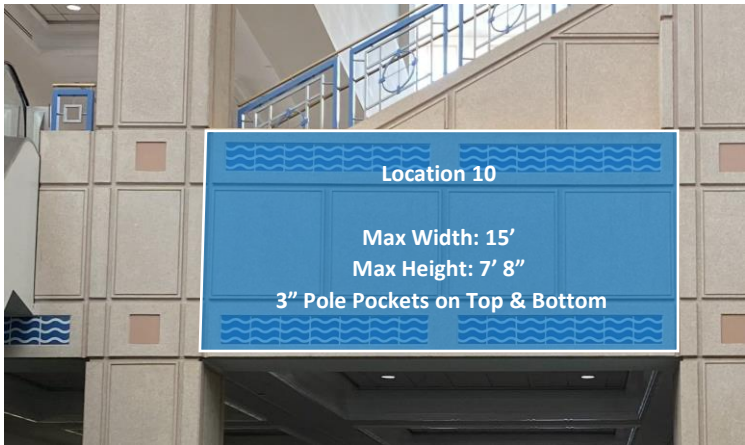 Location 10
Max Width: 15’
Max Height: 7’ 8”
3” Pole Pockets on Top & Bottom